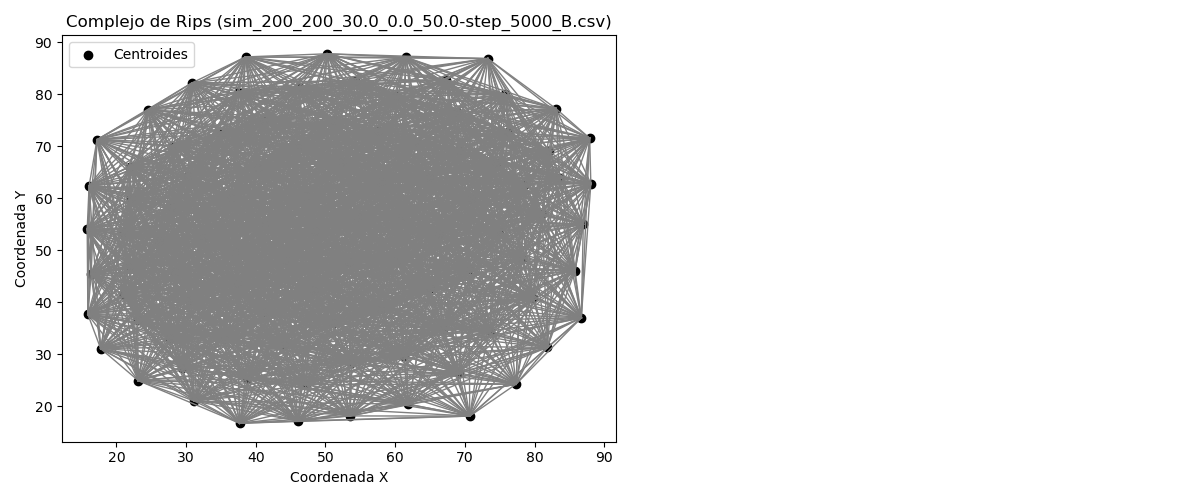 Complejo de Rips (sim_200_200_30.0_0.0_50.0-step_5000_B.csv)
Centroides
90
80
70
60
50
40
30
20
Coordenada Y
20 30 40 50 60 70 80 90
Coordenada X